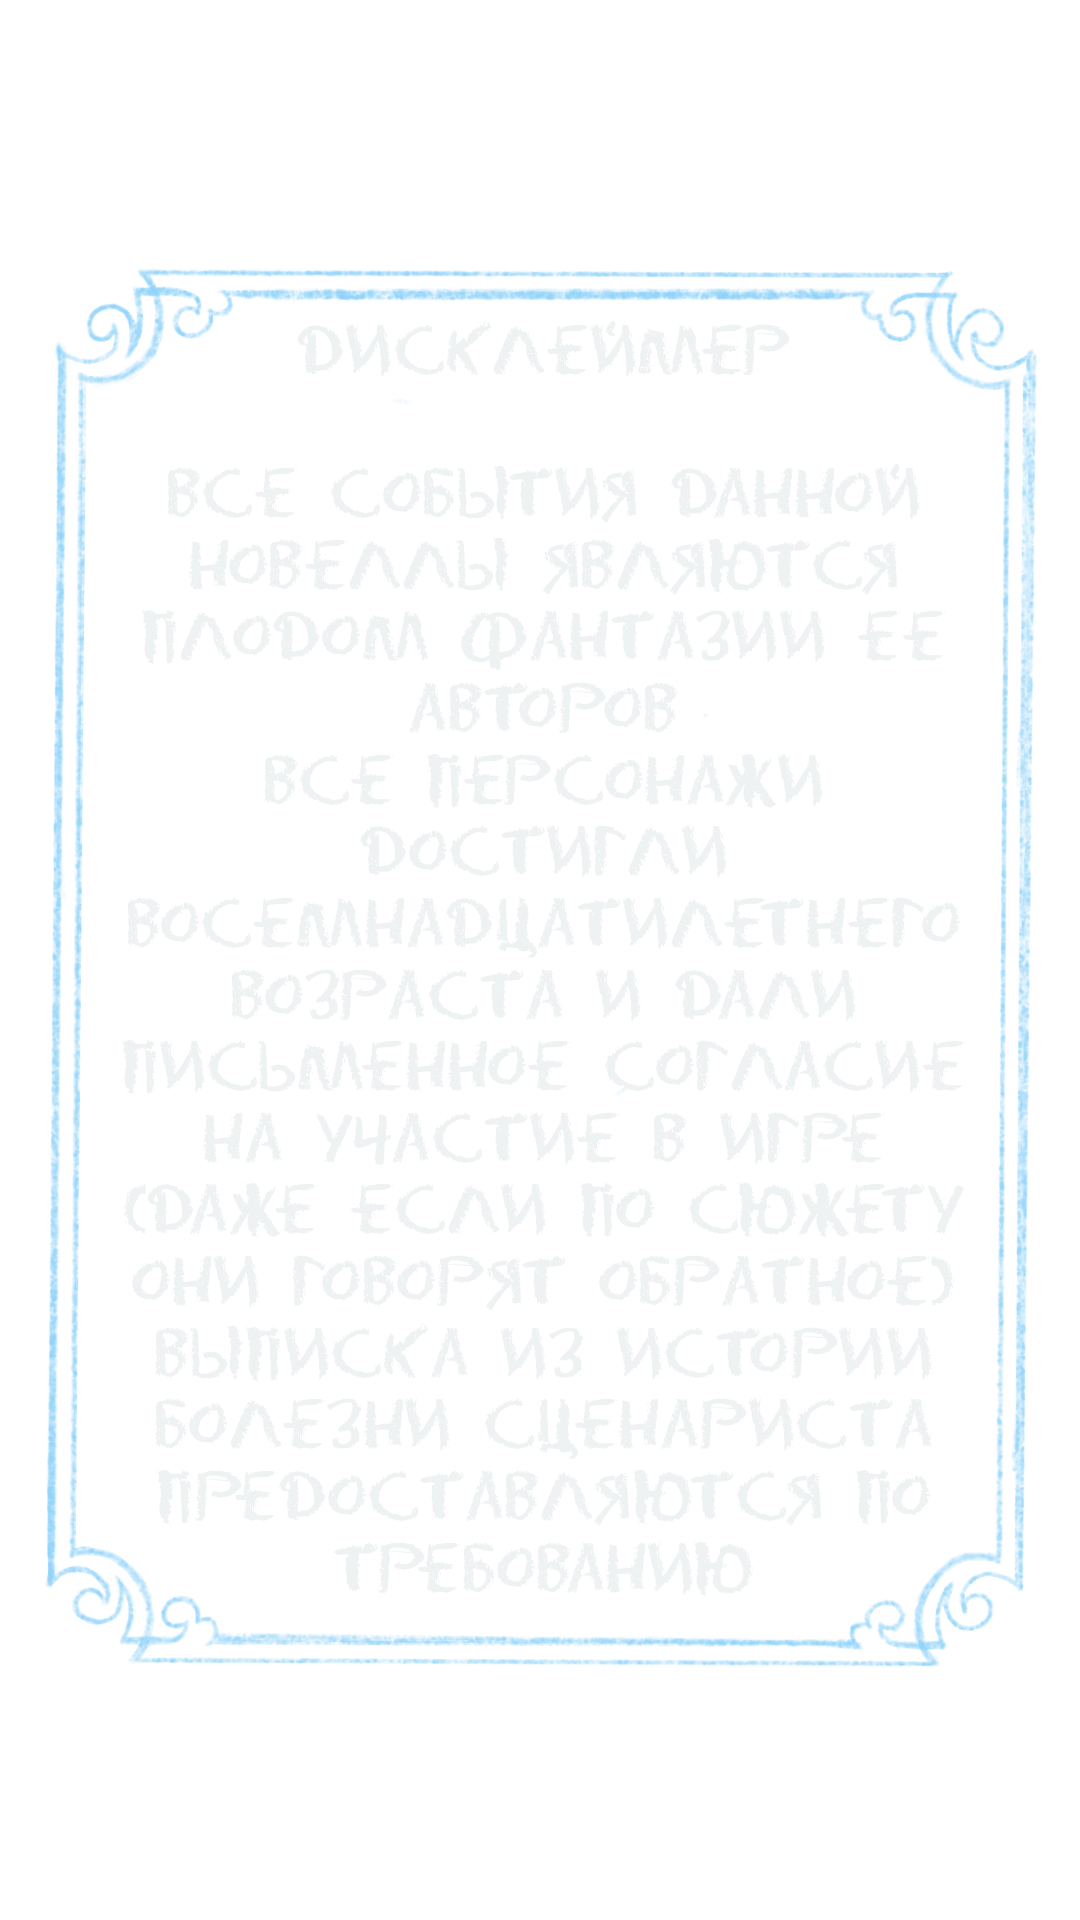 ДИСКЛЕЙМЕР
ВСЕ СОБЫТИЯ ДАННОЙ
НОВЕЛЛЫ ЯВЛЯЮТСЯ
ПЛОДОМ ФАНТАЗИИ ЕЕ
АВТОРОВ
ВСЕ ПЕРСОНАЖИ
ДОСТИГЛИ
ВОСЕМНАДЦАТИЛЕТНЕГО
ВОЗРАСТА И ДАЛИ
ПИСЬМЕННОЕ СОГЛАСИЕ
НА УЧАСТИЕ В ИГРЕ
(ДАЖЕ ЕСЛИ ПО СЮЖЕТУ
ОНИ ГОВОРЯТ ОБРАТНОЕ)
ВЫПИСКА ИЗ ИСТОРИИ
БОЛЕЗНИ СЦЕНАРИСТА
ПРЕДОСТАВЛЯЮТСЯ ПО
ТРЕБОВАНИЮ